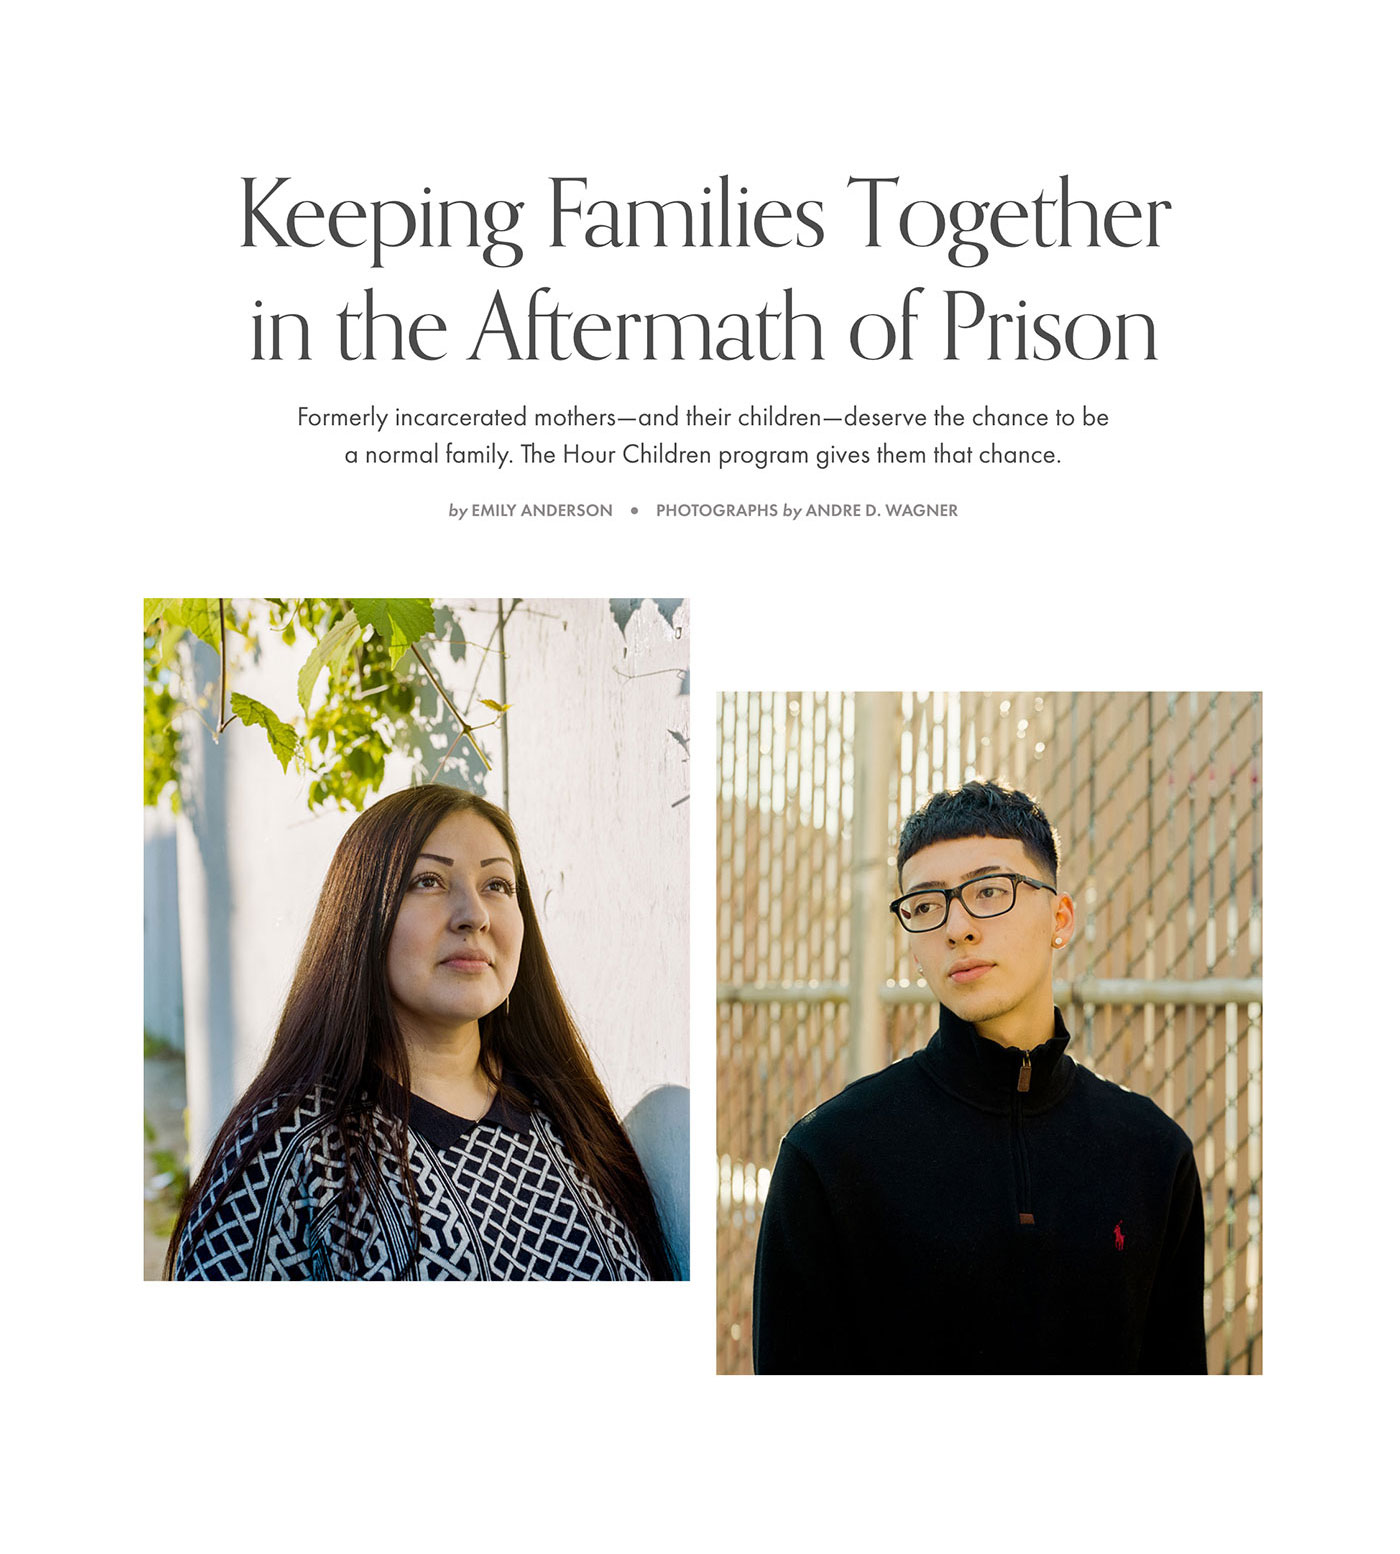 Keeping Families Together
in the Aftermath of Prison
Formerly incarcerated mothers—and their children—deserve the chance to be
a normal family. The Hour Children program gives them that chance.
by EMILY ANDERSON • PHOTOGRAPHS by ANDRE D. WAGNER